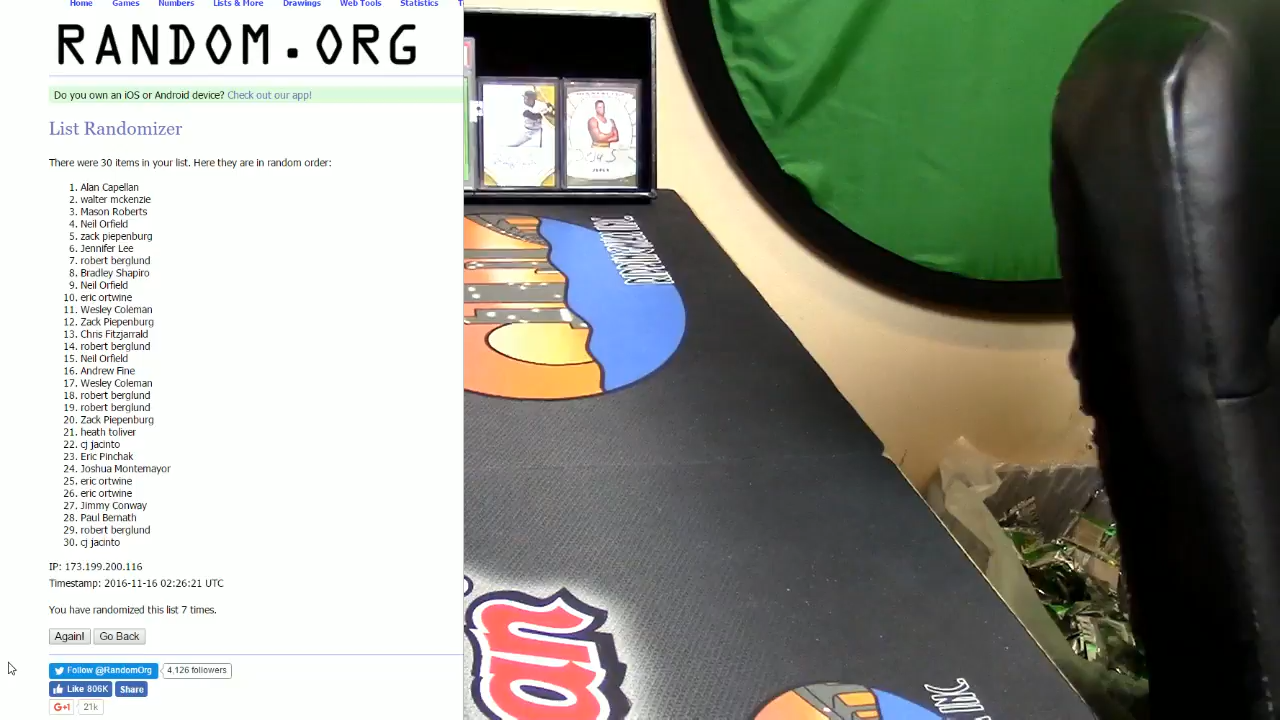 Home Games Numbers Lists & More Drawings Web Tools Statistics T
RANDOM.ORG
Do you own an iOS or Android device? Check out our app!
List Randomizer
There were 30 items in your list. Here they are in random order:
1. Alan Capellan
2. walter mckenzie
3. Mason Roberts
4. Neil Orfield
5. zack piepenburg
6. Jennifer Lee
7. robert berglund
8. Bradley Shapiro
9. Neil Orfield
10. eric ortwine
11. Wesley Coleman
12. Zack Piepenburg
13. Chris Fitzjarrald
14. robert berglund
15. Neil Orfield
16. Andrew Fine
17. Wesley Coleman
18. robert berglund
19. robert berglund
20. Zack Piepenburg
21. heath toliver
22. cj jacinto
23. Eric Pinchak
24. Joshua Montemayor
25. eric ortwine
26. eric ortwine
27. Jimmy Conway
28. Paul Bernath
29. robert berglund
30. cj jacinto
IP: 173.199.200.116
Timestamp: 2016-11-16 02:26:21 UTC
You have randomized this list 7 times.
Again! Go Back
Follow @RandomOrg 4,126 followers
Like 806K Share
G+1 21k
an
INC